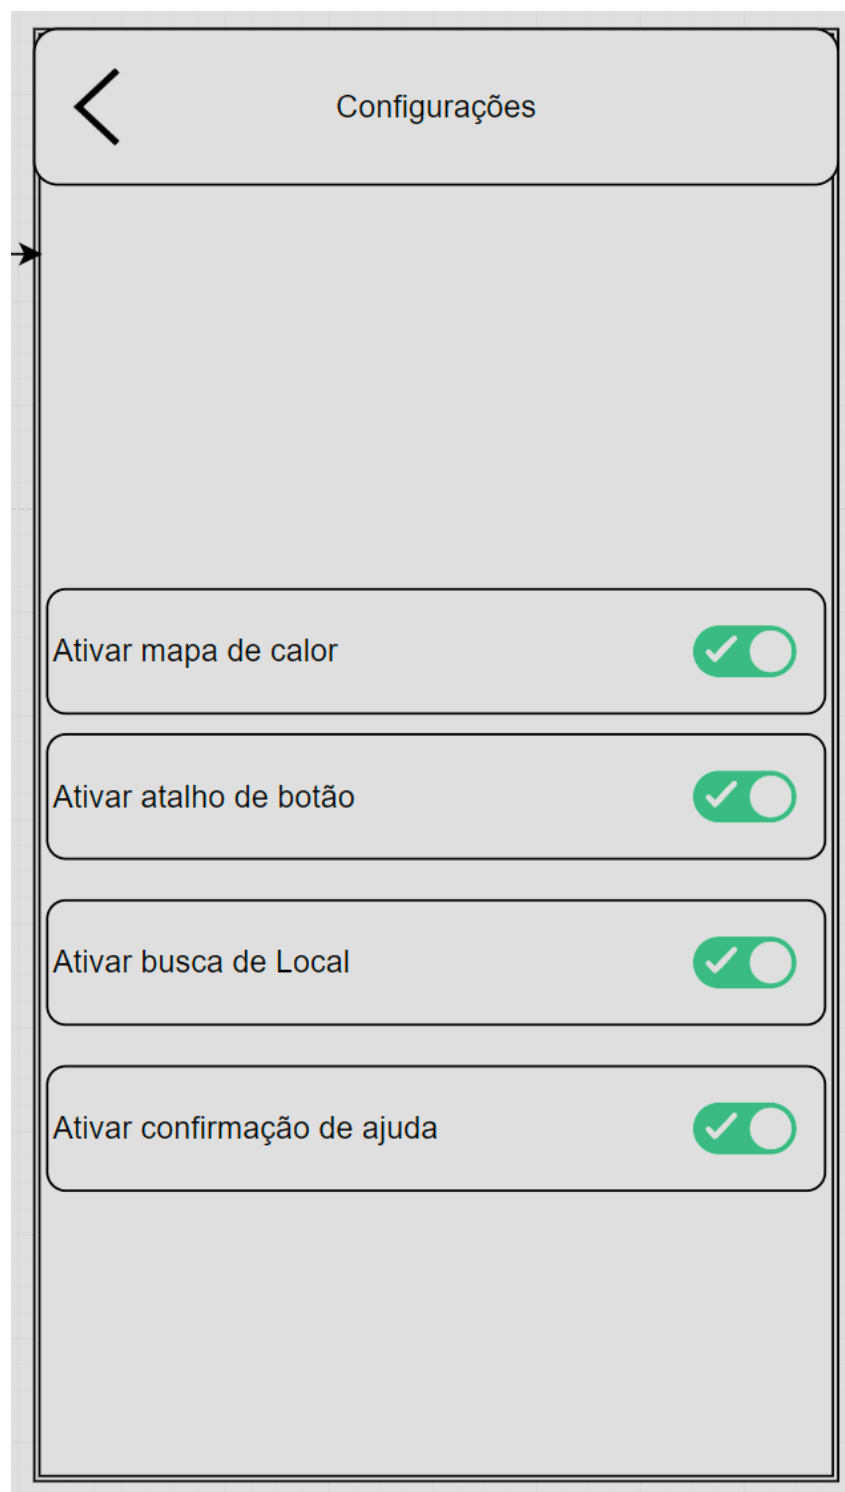 Configurações
Ativar mapa de calor
Ativar atalho de botão
Ativar busca de Local
Ativar confirmação de ajuda